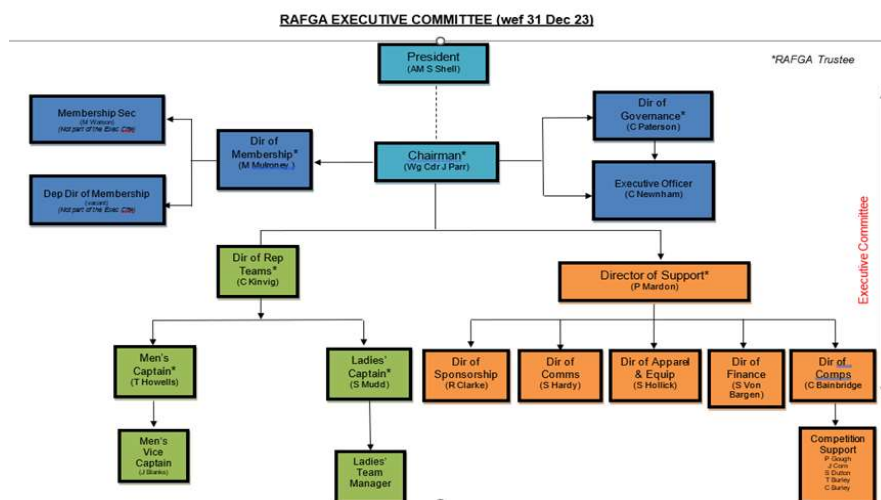 RAFGA EXECUTIVE COMMITTEE (wef 31 Dec 23)
President
(AM S Shell)
*RAFGA Trustee
Membership Sec
(M Watson)
(Not part of the Exec Ctte)
Dir of
Membership*
(M Mulroney)
Chairman*
(Wg Cdr J Parr)
Dir of
Governance*
(C Paterson)
Dep Dir of Membership
(vacant)
(Not part of the Exec Cttee)
Executive Officer
(C Newnham)
Executive Committee
Dir of Rep
Teams*
(C Kinvig)
Director of Support*
(P Mardon)
Men's
Captain*
(T Howells)
Ladies'
Captain*
(S Mudd)
Dir of
Sponsorship
(R Clarke)
Dir of
Comms
(S Hardy)
Dir of Apparel
& Equip
(S Hollick)
Dir of
Finance
(S Von
Bargen)
Dir of
Comps
(C Bainbridge)
Men's
Vice
Captain
(J Blanks)
Ladies'
Team
Manager
Competition
Support
P Gough
J Corn
S Dutton
T Burley
C Burley